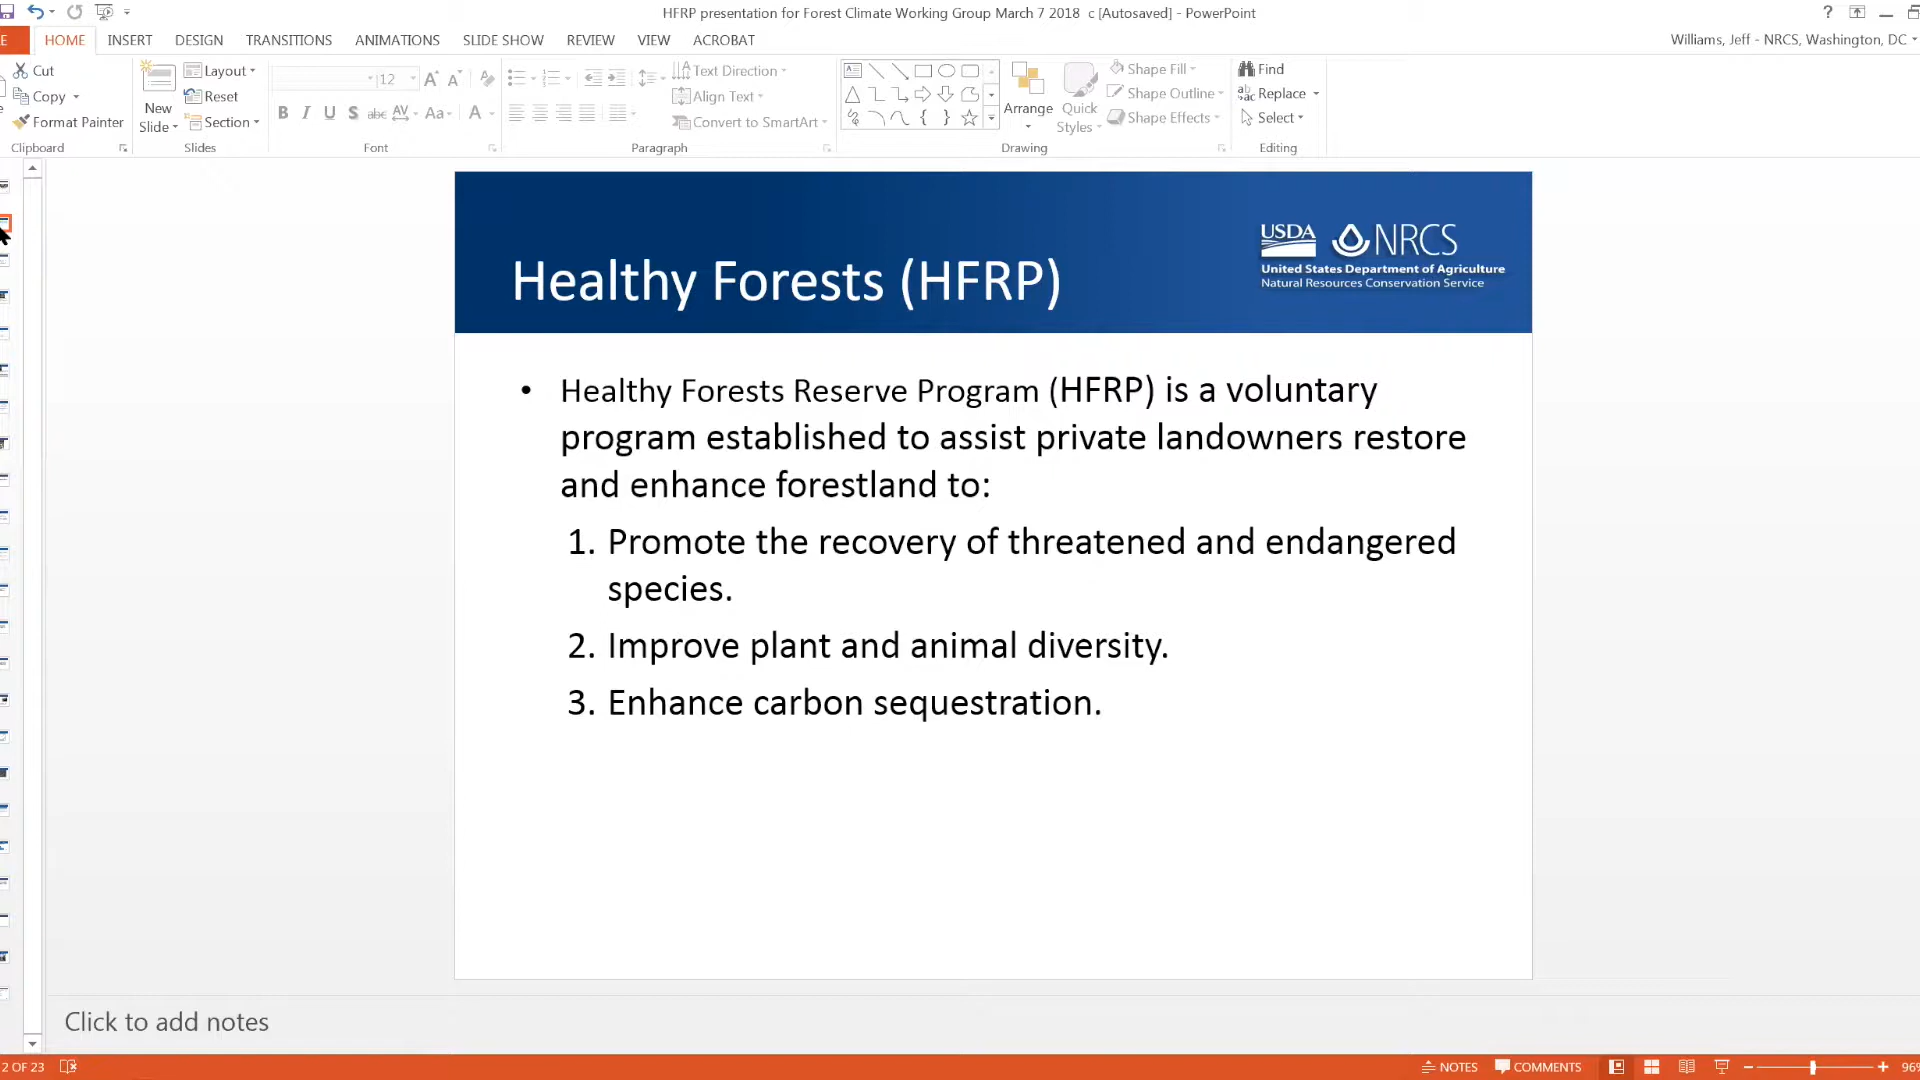 HFRP presentation for Forest Climate Working Group March 7 2018 c [Autosaved] - PowerPoint
?
HOME INSERT DESIGN TRANSITIONS ANIMATIONS SLIDE SHOW REVIEW VIEW ACROBAT
Williams, Jeff - NRCS, Washington, DC
Cut
Copy
Format Painter
Clipboard
New
Slide
Layout
Reset
Section
Slides
12
B I U S abc AV Aa A
Font
Text Direction
Align Text
Convert to SmartArt
Paragraph
Arrange
Quick
Styles
Shape Fill
Shape Outline
Shape Effects
Drawing
Find
Replace
Select
Editing
Healthy Forests (HFRP)
USDA NRCS
United States Department of Agriculture
Natural Resources Conservation Service
• Healthy Forests Reserve Program (HFRP) is a voluntary
program established to assist private landowners restore
and enhance forestland to:
1. Promote the recovery of threatened and endangered
species.
2. Improve plant and animal diversity.
3. Enhance carbon sequestration.
Click to add notes
2 OF 23
NOTES COMMENTS
96%